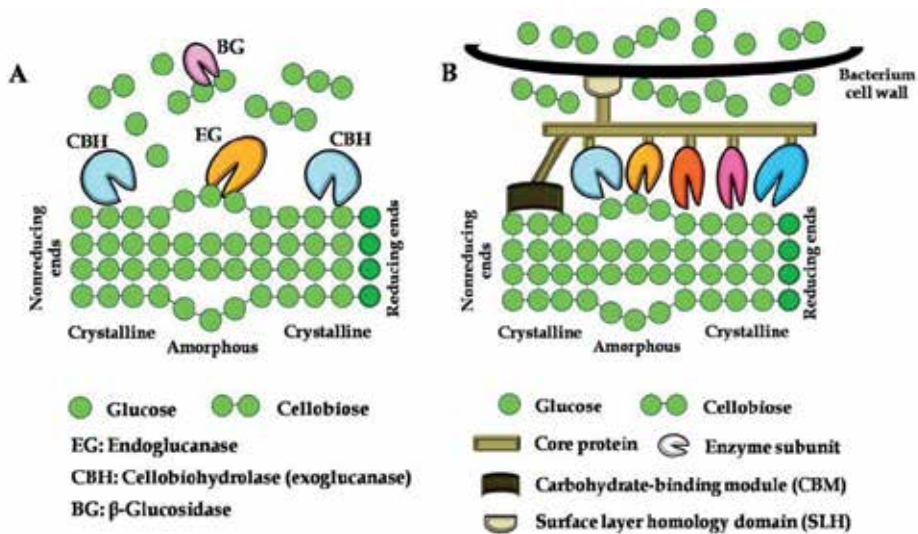 A
BG
CBH
EG
CBH
Nonreducing ends
Reducing ends
Crystalline
Amorphous
Crystalline
Glucose
Cellobiose
EG: Endoglucanase
CBH: Cellobiohydrolase (exoglucanase)
BG: β-Glucosidase
B
Bacterium
cell wall
Nonreducing
ends
Reducing ends
Crystalline
Amorphous
Crystalline
Glucose
Cellobiose
Core protein
Enzyme subunit
Carbohydrate-binding module (CBM)
Surface layer homology domain (SLH)